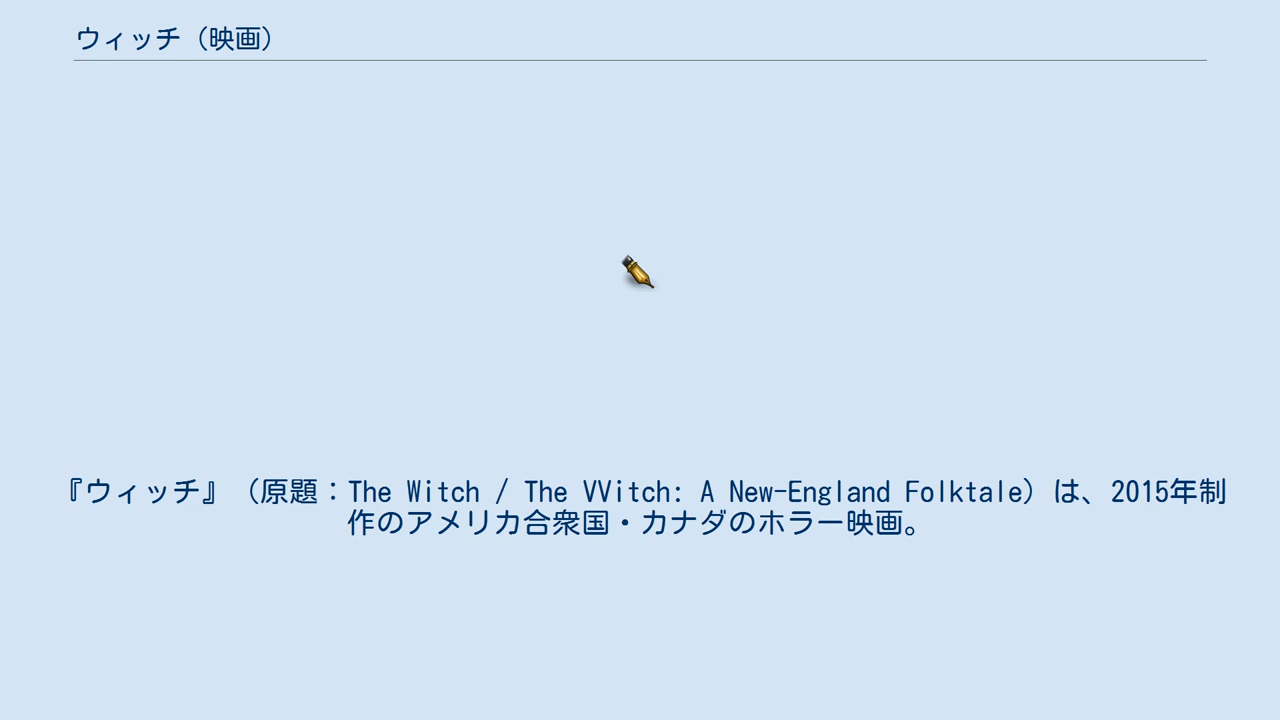 ウィッチ（映画）
『ウィッチ』（原題：The Witch / The VVitch: A New-England Folktale）は、2015年制
作のアメリカ合衆国・カナダのホラー映画。